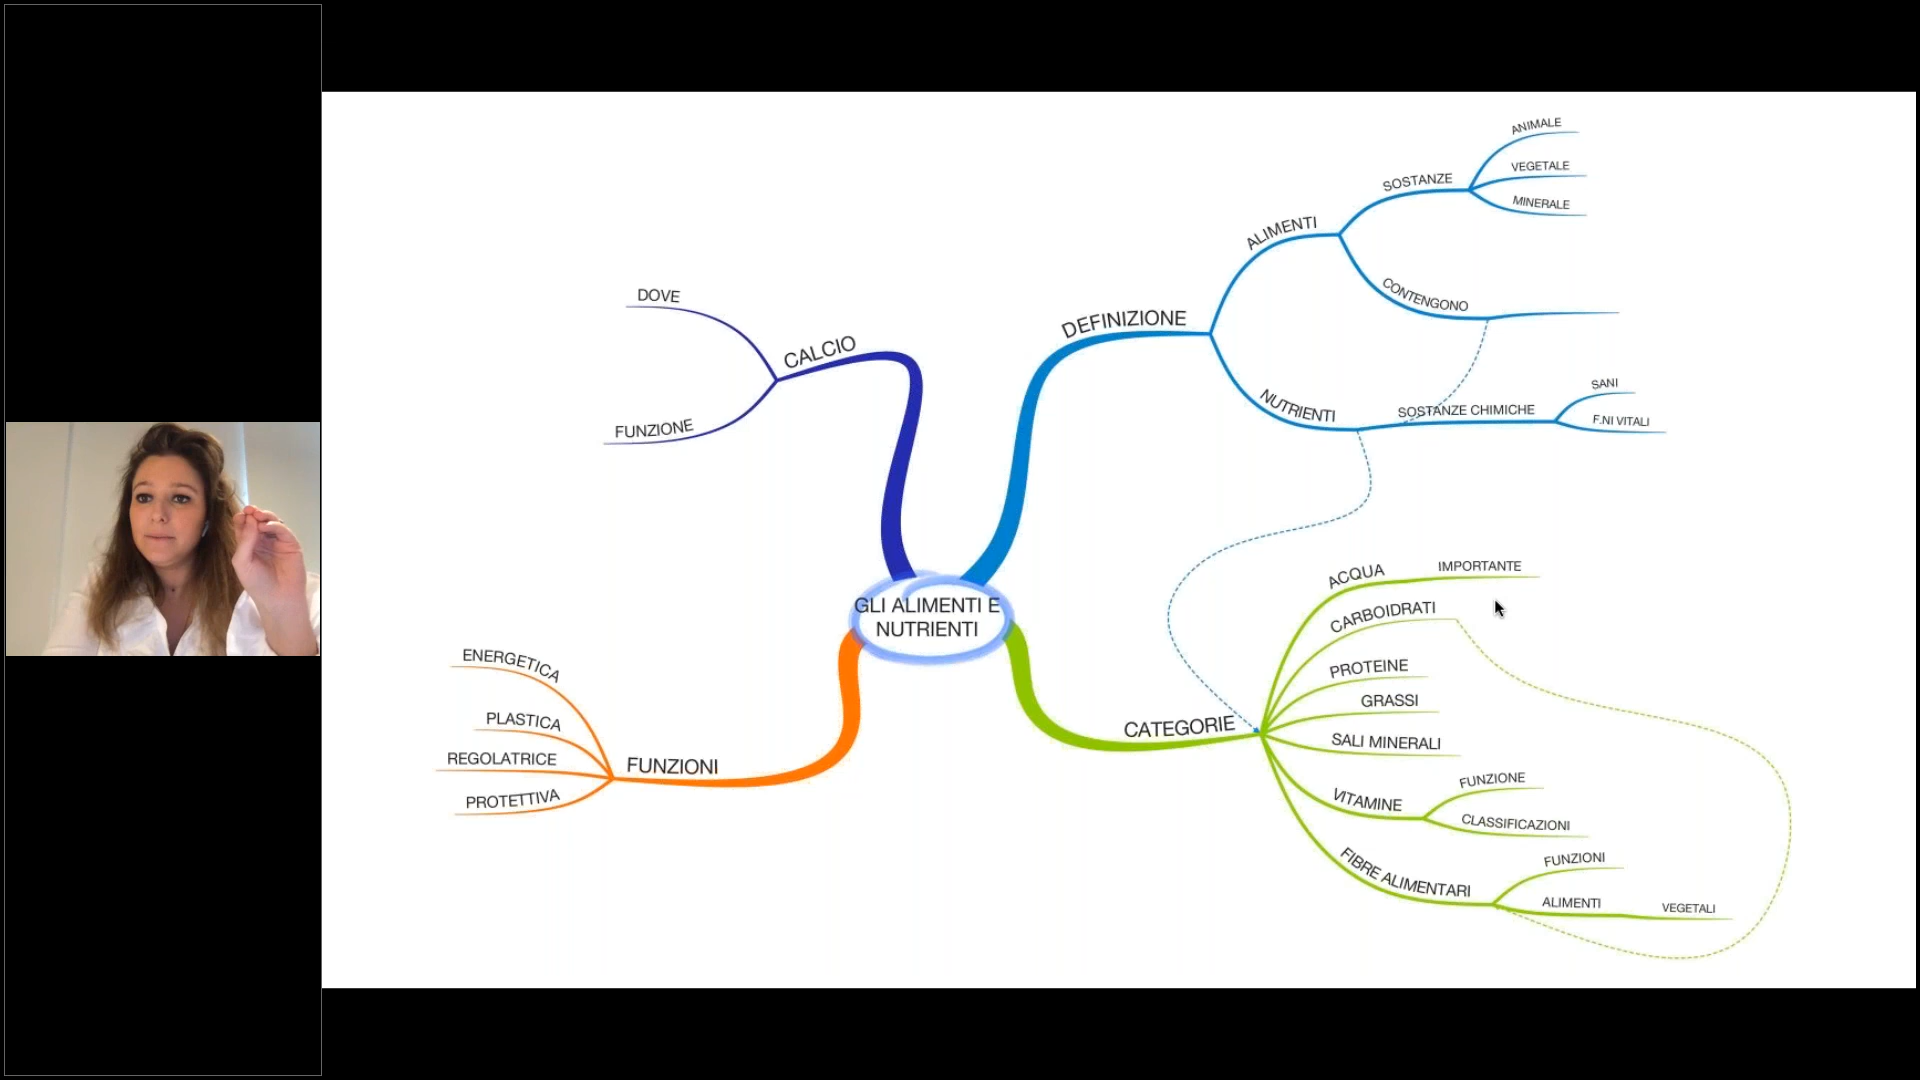 GLI ALIMENTI E
NUTRIENTI
DEFINIZIONE
ALIMENTI
SOSTANZE
ANIMALE
VEGETALE
MINERALE
CONTENGONO
NUTRIENTI
SOSTANZE CHIMICHE
SANI
F.NI VITALI
CATEGORIE
ACQUA
IMPORTANTE
CARBOIDRATI
PROTEINE
GRASSI
SALI MINERALI
VITAMINE
FUNZIONE
CLASSIFICAZIONI
FIBRE ALIMENTARI
FUNZIONI
ALIMENTI
VEGETALI
FUNZIONI
ENERGETICA
PLASTICA
REGOLATRICE
PROTETTIVA
CALCIO
DOVE
FUNZIONE